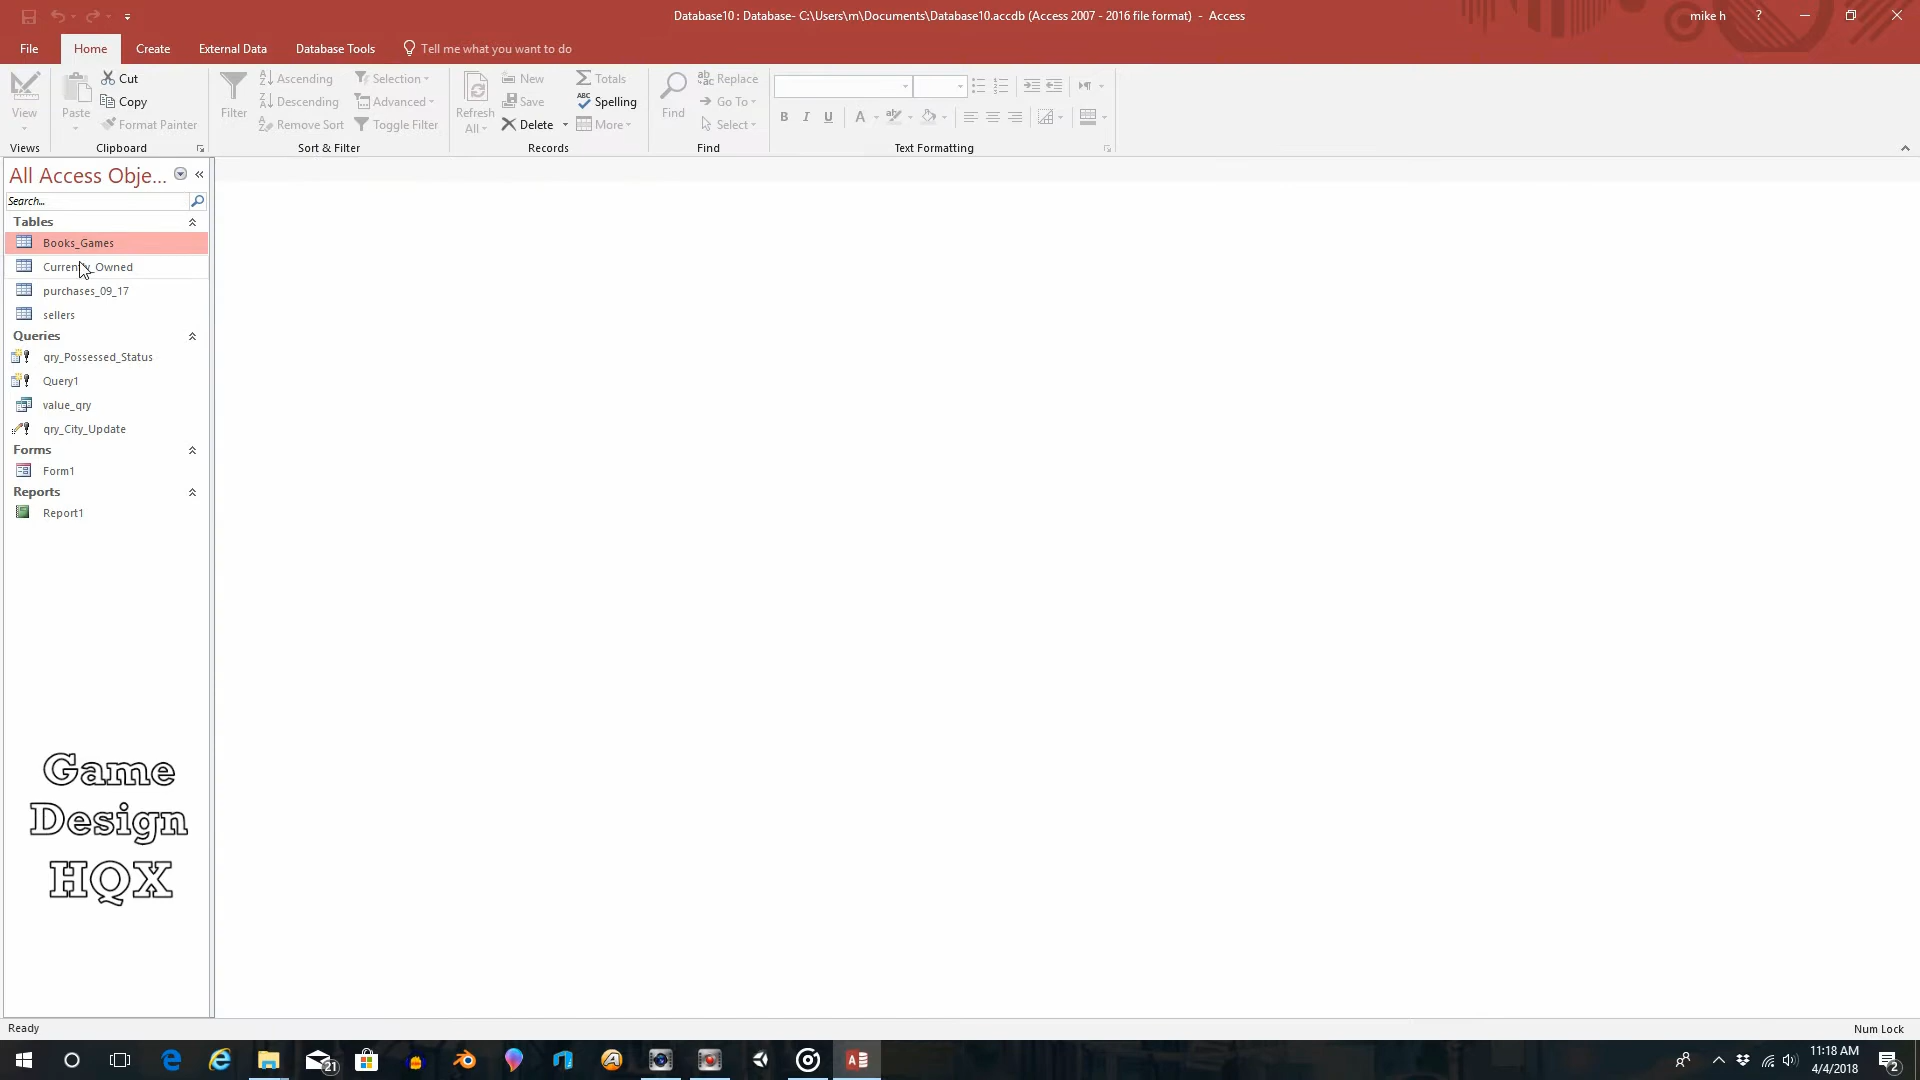 Database10 : Database- C:\Users\m\Documents\Database10.accdb (Access 2007 - 2016 file format) - Access
mike h
?
File
Home
Create
External Data
Database Tools
Tell me what you want to do
View
Paste
Cut
Copy
Format Painter
Filter
Ascending
Descending
Remove Sort
Selection
Advanced
Toggle Filter
Refresh
All
New
Save
Delete
Totals
Spelling
More
Find
Replace
Go To
Select
B I U A
Views
Clipboard
Sort & Filter
Records
Find
Text Formatting
All Access Obje...
Search...
Tables
Books_Games
Currently_Owned
purchases_09_17
sellers
Queries
qry_Possessed_Status
Query1
value_qry
qry_City_Update
Forms
Form1
Reports
Report1
Game
Design
HQX
Ready
Num Lock
21
11:18 AM
4/4/2018
2